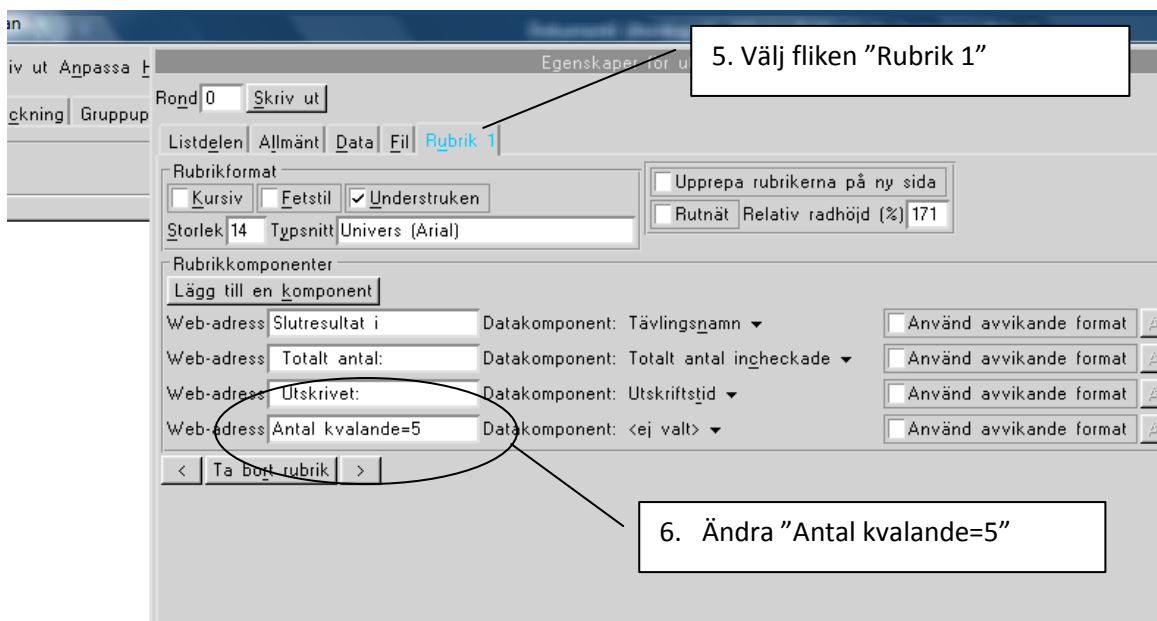 an
5. Välj fliken ”Rubrik 1”
iv ut Anpassa H
Egenskaper för u
Rond 0 Skriv ut
ckning Gruppup
Listdelen Allmänt Data Fil Rubrik 1
Rubrikformat
Kursiv Fetstil Understruken
Upprepa rubrikerna på ny sida
Storlek 14 Typsnitt Univers (Arial)
Rutnät Relativ radhöjd (%) 171
Rubrikkomponenter
Lägg till en komponent
Web-adress Slutresultat i Datakomponent: Tävlingsnamn Använd avvikande format A
Web-adress Totalt antal: Datakomponent: Totalt antal incheckade Använd avvikande format A
Web-adress Utskrivet: Datakomponent: Utskriftstid Använd avvikande format A
Web-adress Antal kvalande=5 Datakomponent: <ej valt> Använd avvikande format A
< Ta bort rubrik >
6. Ändra ”Antal kvalande=5”